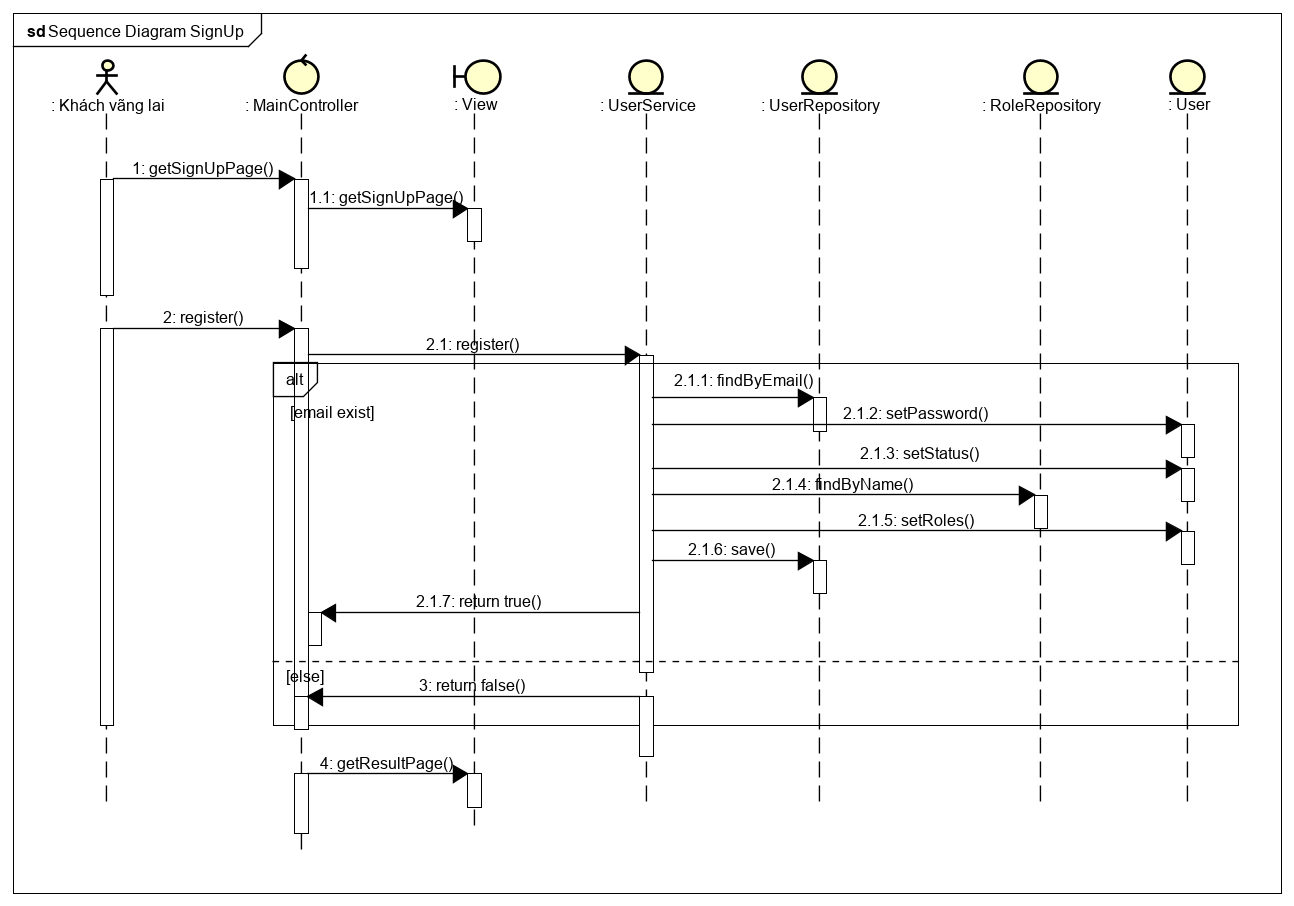 sd Sequence Diagram SignUp
: Khách vãng lai
: MainController
: View
: UserService
: UserRepository
: RoleRepository
: User
1: getSignUpPage()
1.1: getSignUpPage()
2: register()
2.1: register()
alt
2.1.1: findByEmail()
[email exist]
2.1.2: setPassword()
2.1.3: setStatus()
2.1.4: findByName()
2.1.5: setRoles()
2.1.6: save()
2.1.7: return true()
[else]
3: return false()
4: getResultPage()